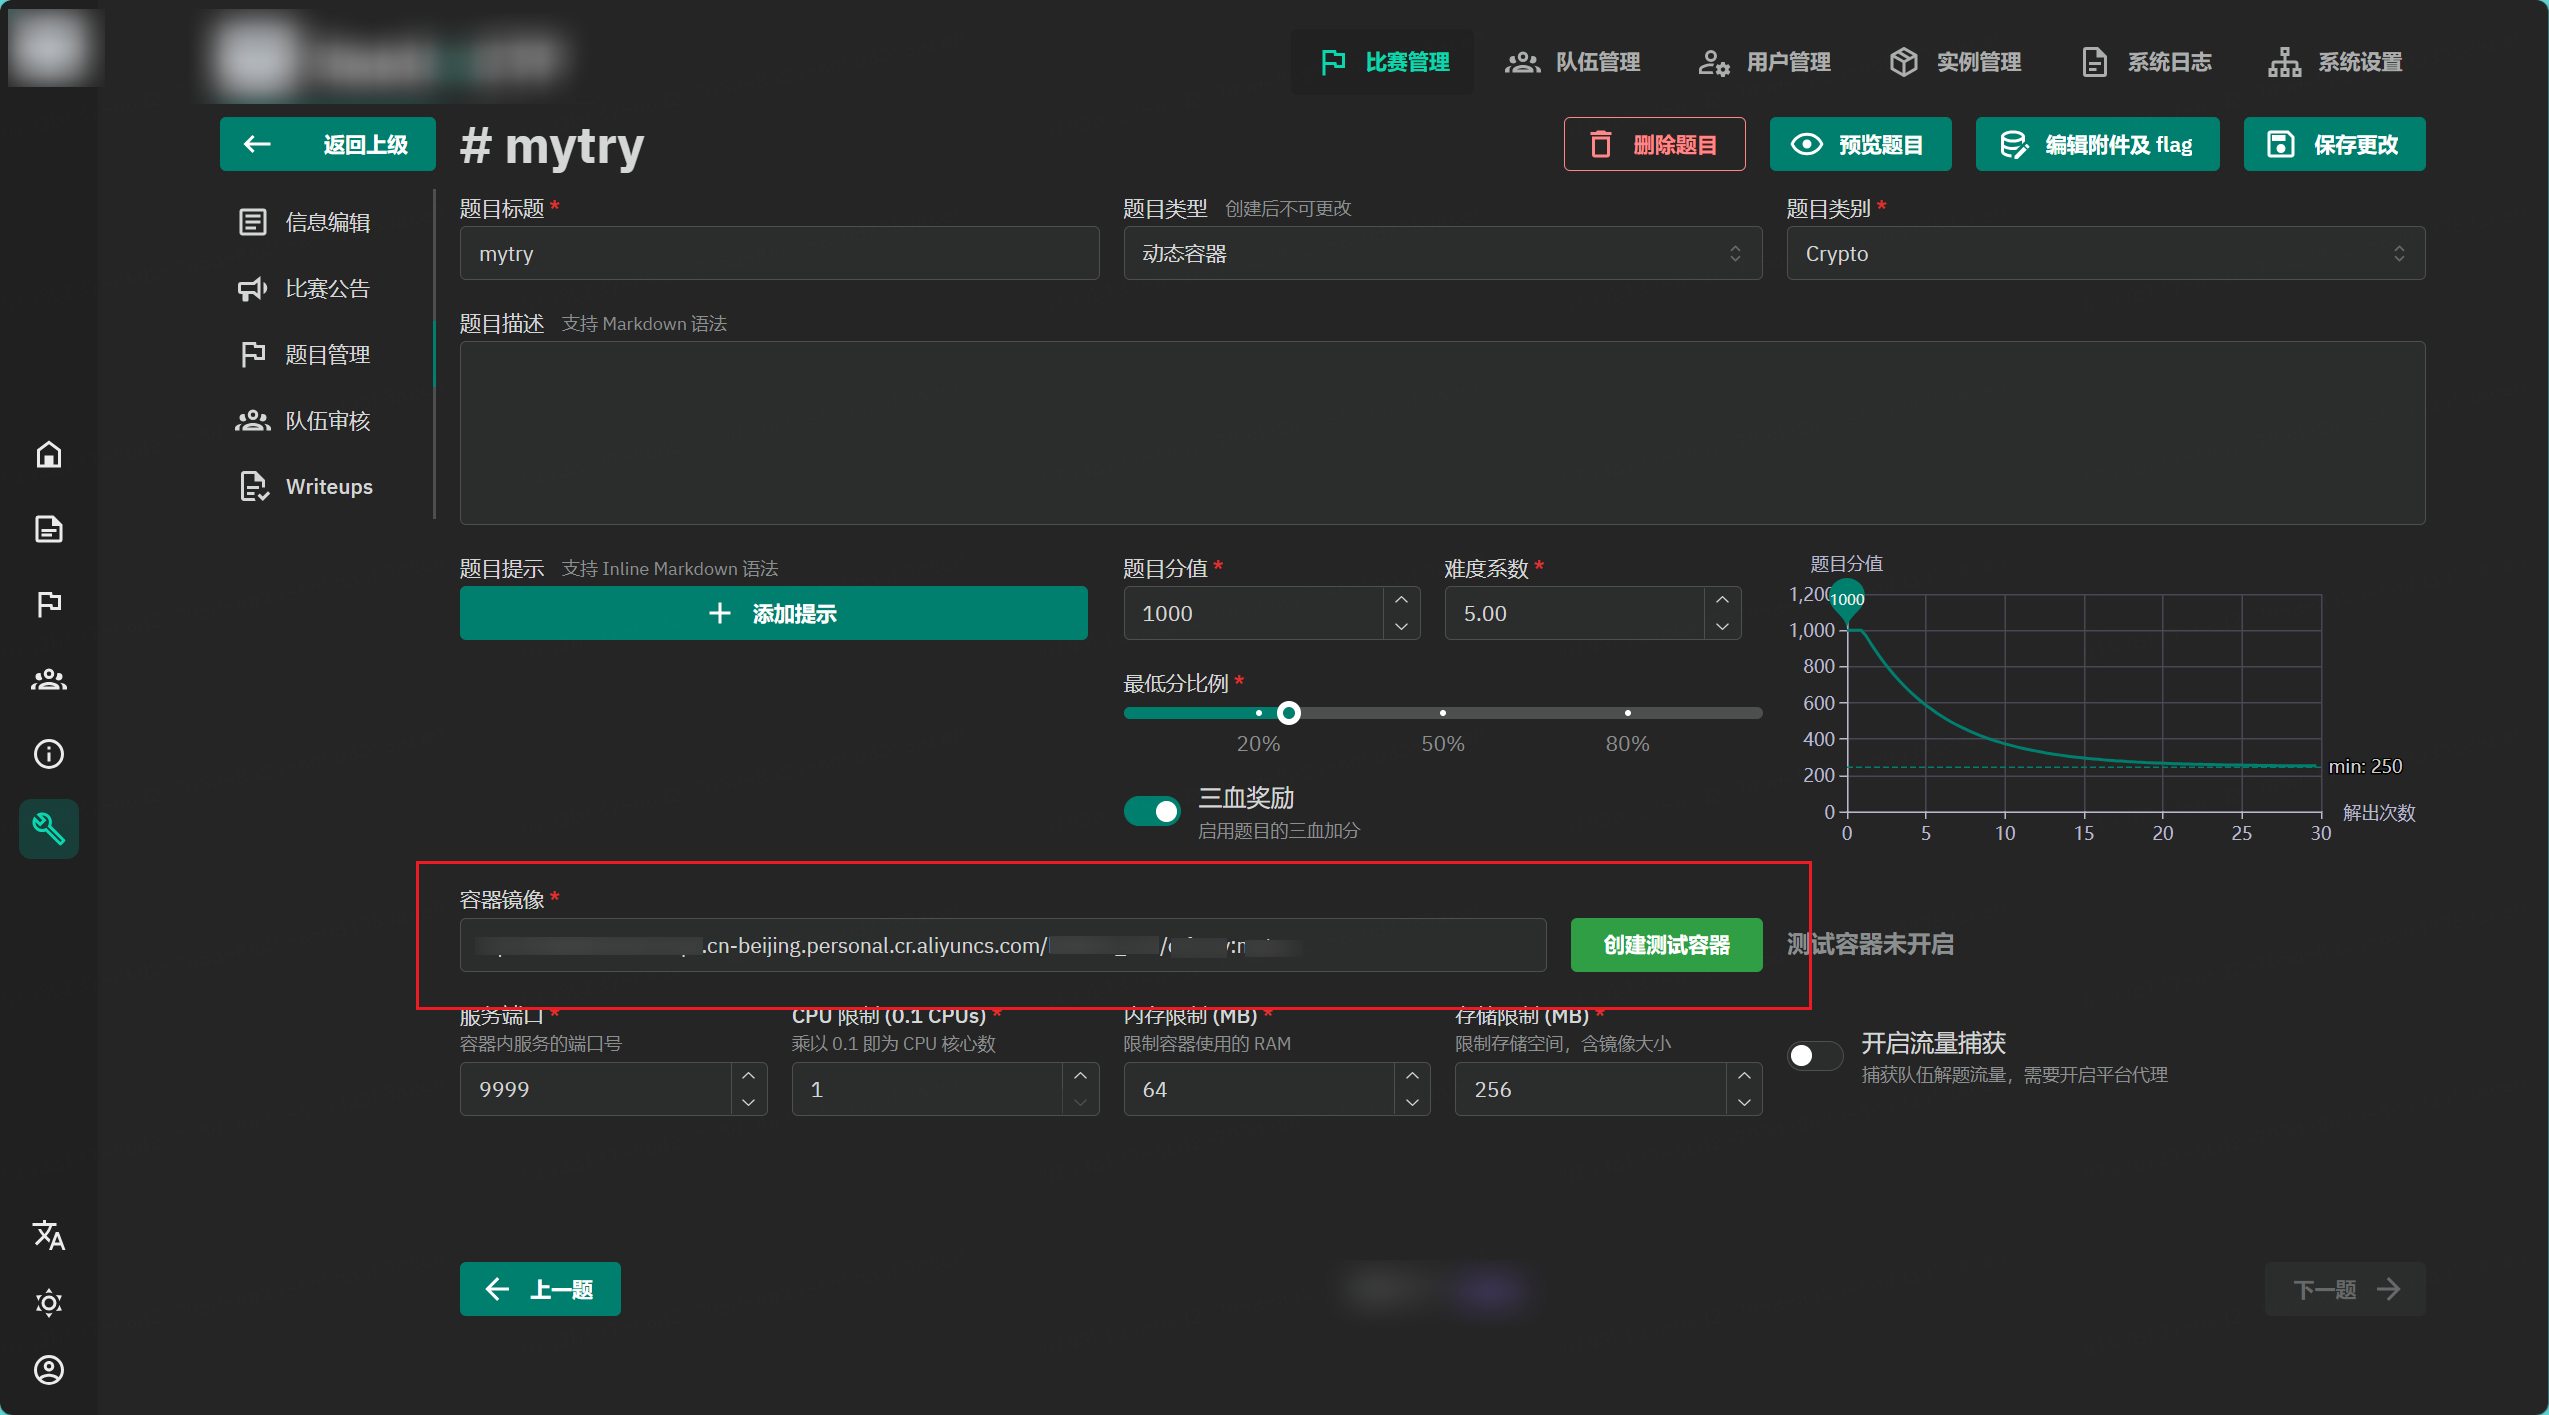 比赛管理
队伍管理
用户管理
实例管理
系统日志
系统设置
返回上级
# mytry
删除题目
预览题目
编辑附件及 flag
保存更改
信息编辑
比赛公告
题目管理
队伍审核
Writeups
题目标题 *
mytry
题目类型 创建后不可更改
动态容器
题目类别 *
Crypto
题目描述 支持 Markdown 语法
题目提示 支持 Inline Markdown 语法
添加提示
题目分值 *
1000
难度系数 *
5.00
最低分比例 *
20%
50%
80%
三血奖励
启用题目的三血加分
题目分值
1,200
1000
1,000
800
600
400
200
0
min: 250
0
5
10
15
20
25
30
解出次数
容器镜像 *
.cn-beijing.personal.cr.aliyuncs.com/
创建测试容器
测试容器未开启
服务端口 *
容器内服务的端口号
9999
CPU 限制 (0.1 CPUs) *
乘以 0.1 即为 CPU 核心数
1
内存限制 (MB) *
限制容器使用的 RAM
64
存储限制 (MB) *
限制存储空间，含镜像大小
256
开启流量捕获
捕获队伍解题流量，需要开启平台代理
上一题
下一题